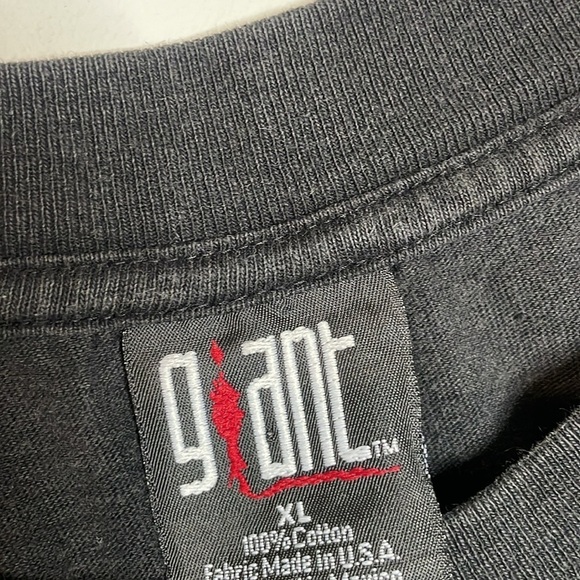 giant™
XL
100% Cotton
Fabric Made in U.S.A.